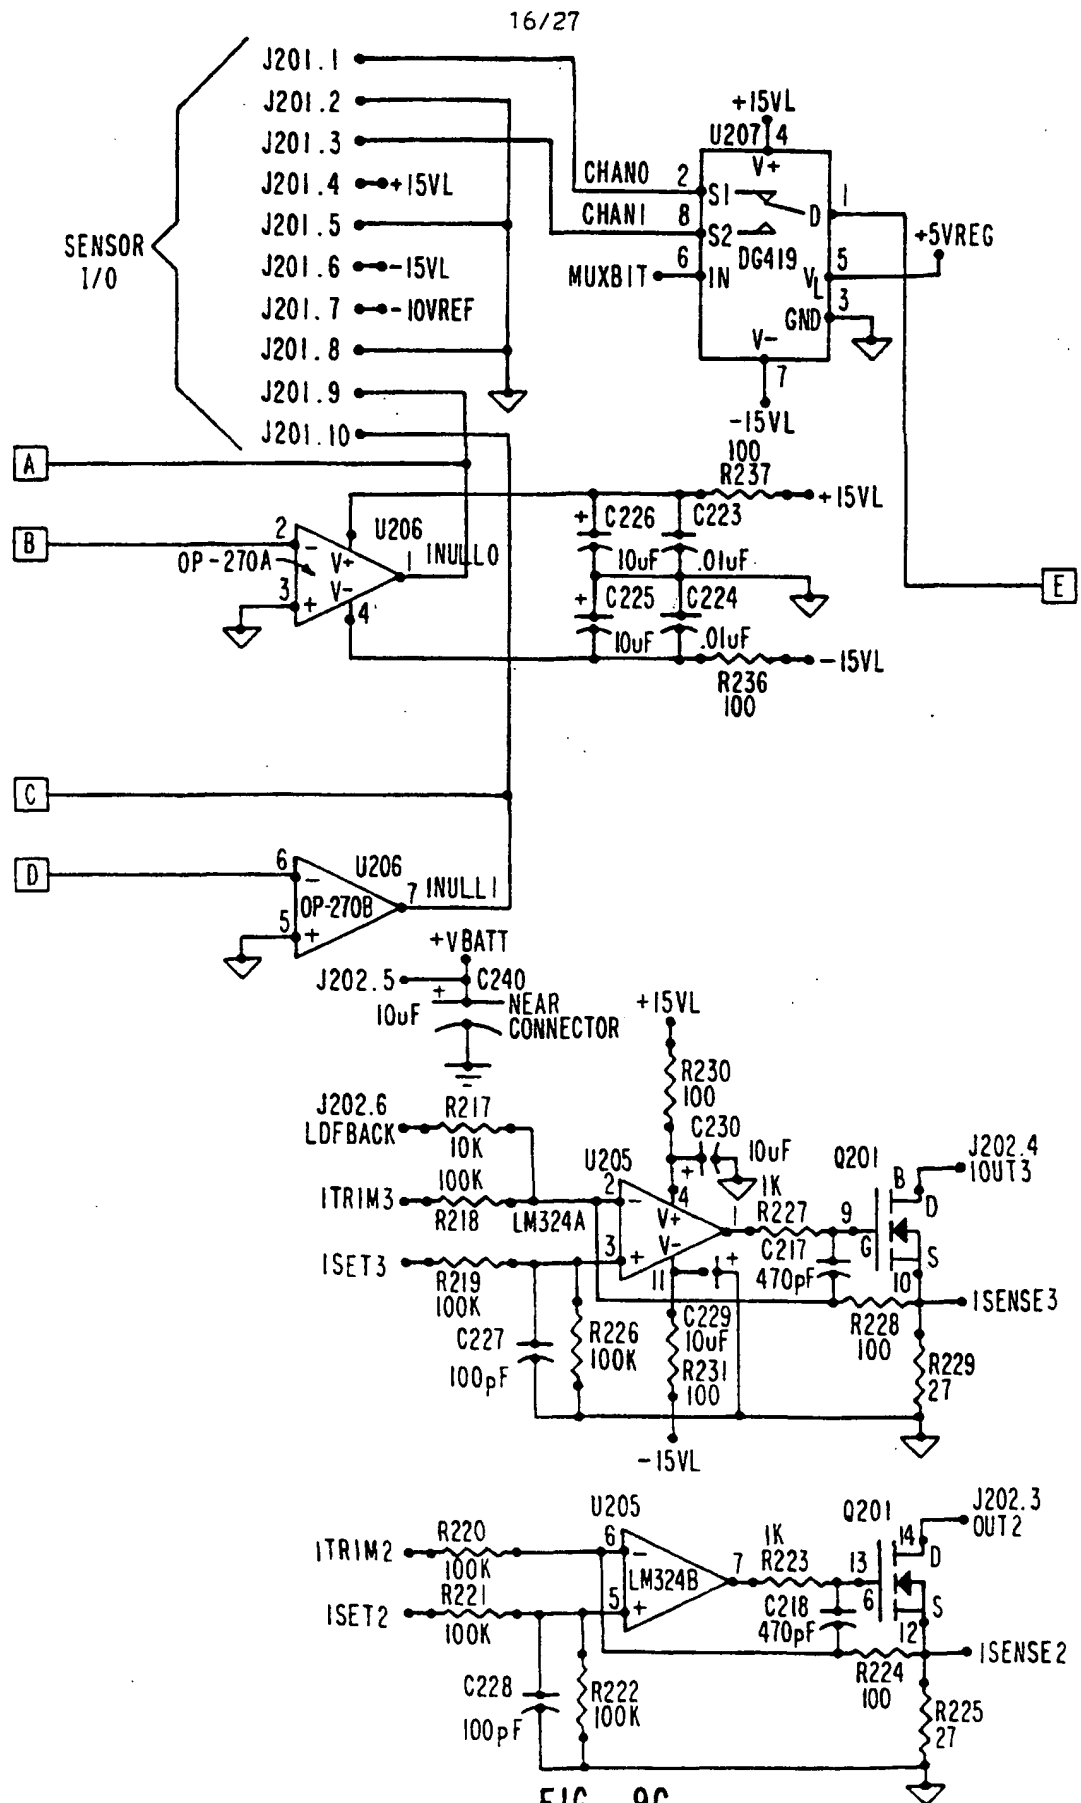 16/27
J201.1
J201.2
J201.3
J201.4 +15VL
J201.5
J201.6 -15VL
J201.7 -10VREF
J201.8
J201.9
J201.10
SENSOR
I/O
+15VL
U207 4
V+
CHAN0 2 S1
CHAN1 8 S2
MUXBIT 6 IN
D 1
DG419
+5VREG
5
VL
3
GND
V-
7
-15VL
A
B
C
D
E
100
R237
+15VL
2
U206
OP-270A
V+
V-
1 INULL0
3
4
-
+
+ C226
10uF
C223
.01uF
+ C225
10uF
C224
.01uF
R236
100
-15VL
6
U206
OP-270B
7 INULL1
5
-
+
+VBATT
J202.5
C240
+
10uF
NEAR
CONNECTOR
+15VL
R230
100
C230
10uF
+
J202.6
LDFBACK
R217
10K
100K
ITRIM3
R218
LM324A
U205
2
-
4
V+
V-
1
1K
R227
ISET3
R219
100K
3
+
11
+
C217
470pF
Q201
9
G
B
D
S
10
J202.4
IOUT3
ISENSE3
R228
100
R229
27
C227
100pF
R226
100K
C229
10uF
R231
100
-15VL
ITRIM2
R220
100K
R221
100K
ISET2
U205
6
-
LM324B
5
+
7
1K
R223
C218
470pF
Q201
13
6
14
D
S
12
J202.3
OUT2
ISENSE2
R224
100
R225
27
C228
100pF
R222
100K
FIG. 9C